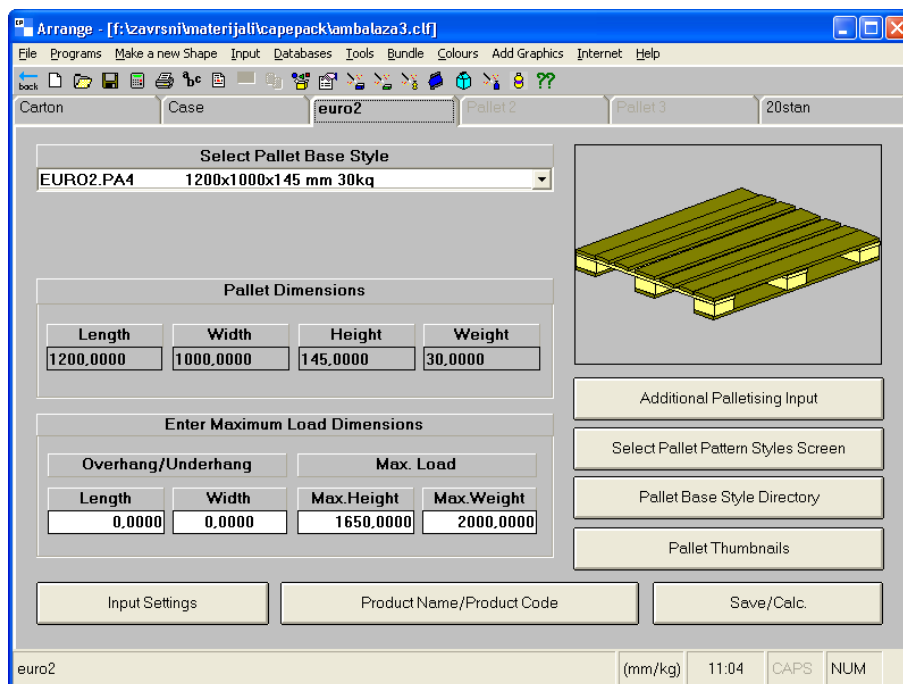 Arrange - [f:\zavrsni\materijali\capepack\ambalaza3.clf]
File Programs Make a new Shape Input Databases Tools Bundle Colours Add Graphics Internet Help
back abc ??
Carton Case euro2 Pallet 2 Pallet 3 20stan
Select Pallet Base Style
EURO2.PA4 1200x1000x145 mm 30kq
Pallet Dimensions
Length Width Height Weight
1200,0000 1000,0000 145,0000 30,0000
Enter Maximum Load Dimensions
Overhang/Underhang Max. Load
Length Width Max.Height Max.Weight
0,0000 0,0000 1650,0000 2000,0000
Additional Palletising Input
Select Pallet Pattern Styles Screen
Pallet Base Style Directory
Pallet Thumbnails
Input Settings Product Name/Product Code Save/Calc.
euro2 (mm/kg) 11:04 CAPS NUM